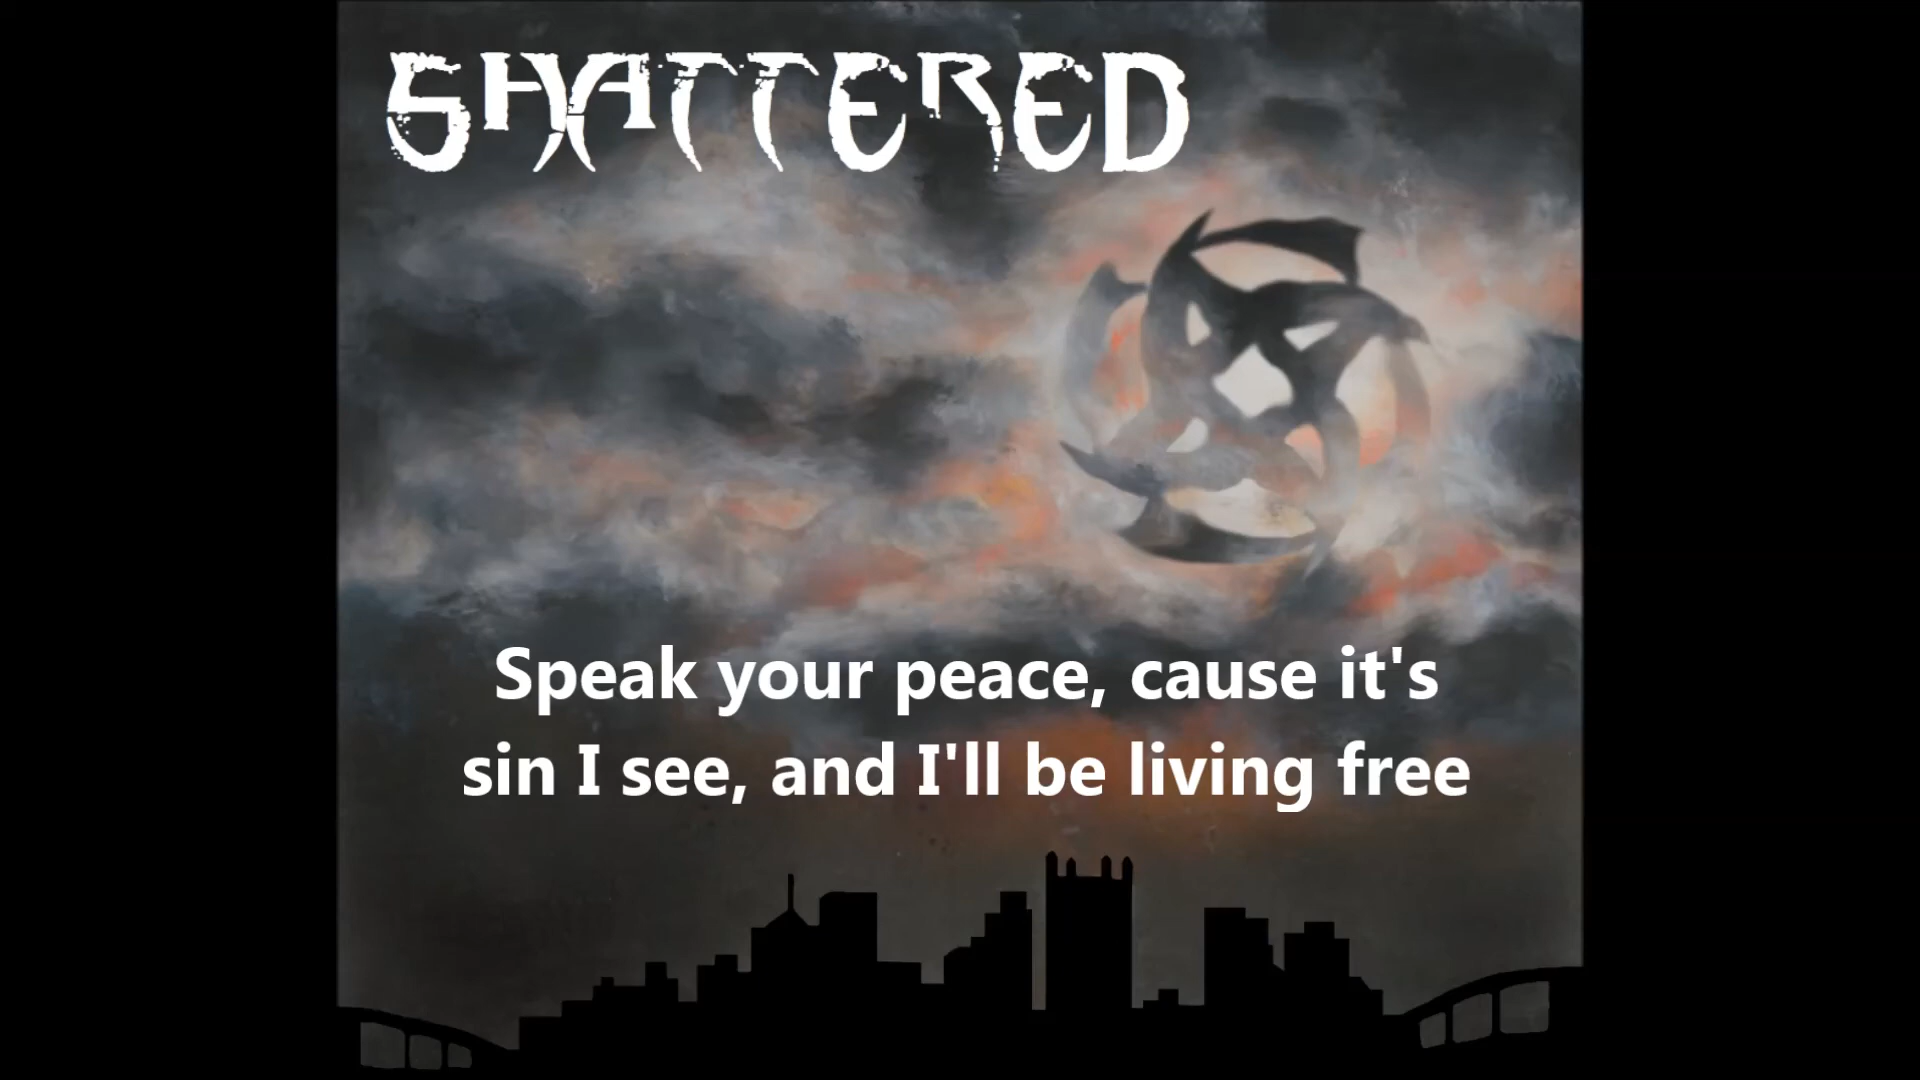 SHATTERED
Speak your peace, cause it's
sin I see, and I'll be living free